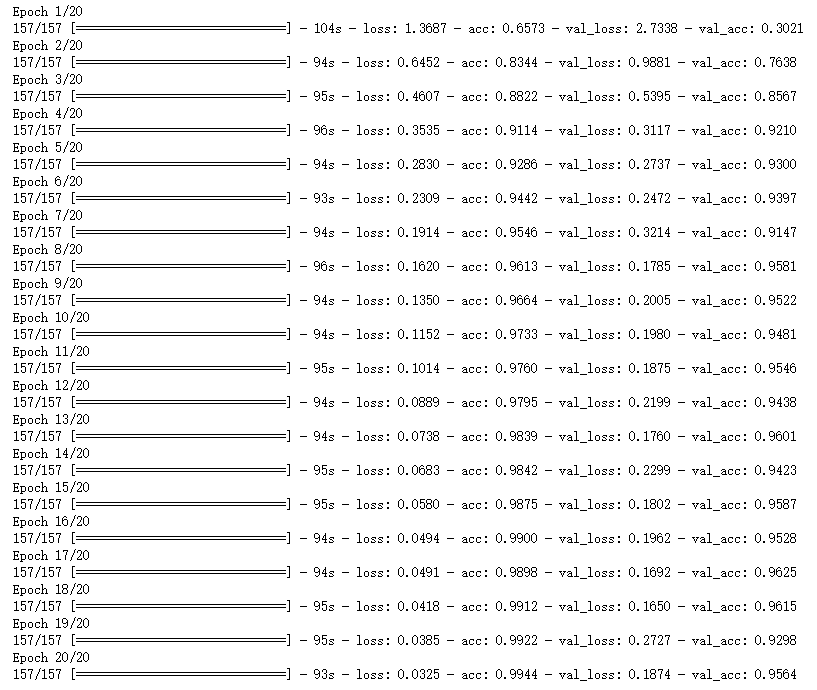 Epoch 1/20
157/157 [==============================] - 104s - loss: 1.3687 - acc: 0.6573 - val_loss: 2.7338 - val_acc: 0.3021
Epoch 2/20
157/157 [==============================] - 94s - loss: 0.6452 - acc: 0.8344 - val_loss: 0.9881 - val_acc: 0.7638
Epoch 3/20
157/157 [==============================] - 95s - loss: 0.4607 - acc: 0.8822 - val_loss: 0.5395 - val_acc: 0.8567
Epoch 4/20
157/157 [==============================] - 96s - loss: 0.3535 - acc: 0.9114 - val_loss: 0.3117 - val_acc: 0.9210
Epoch 5/20
157/157 [==============================] - 94s - loss: 0.2830 - acc: 0.9286 - val_loss: 0.2737 - val_acc: 0.9300
Epoch 6/20
157/157 [==============================] - 93s - loss: 0.2309 - acc: 0.9442 - val_loss: 0.2472 - val_acc: 0.9397
Epoch 7/20
157/157 [==============================] - 94s - loss: 0.1914 - acc: 0.9546 - val_loss: 0.3214 - val_acc: 0.9147
Epoch 8/20
157/157 [==============================] - 96s - loss: 0.1620 - acc: 0.9613 - val_loss: 0.1785 - val_acc: 0.9581
Epoch 9/20
157/157 [==============================] - 94s - loss: 0.1350 - acc: 0.9664 - val_loss: 0.2005 - val_acc: 0.9522
Epoch 10/20
157/157 [==============================] - 94s - loss: 0.1152 - acc: 0.9733 - val_loss: 0.1980 - val_acc: 0.9481
Epoch 11/20
157/157 [==============================] - 95s - loss: 0.1014 - acc: 0.9760 - val_loss: 0.1875 - val_acc: 0.9546
Epoch 12/20
157/157 [==============================] - 94s - loss: 0.0889 - acc: 0.9795 - val_loss: 0.2199 - val_acc: 0.9438
Epoch 13/20
157/157 [==============================] - 94s - loss: 0.0738 - acc: 0.9839 - val_loss: 0.1760 - val_acc: 0.9601
Epoch 14/20
157/157 [==============================] - 95s - loss: 0.0683 - acc: 0.9842 - val_loss: 0.2299 - val_acc: 0.9423
Epoch 15/20
157/157 [==============================] - 95s - loss: 0.0580 - acc: 0.9875 - val_loss: 0.1802 - val_acc: 0.9587
Epoch 16/20
157/157 [==============================] - 94s - loss: 0.0494 - acc: 0.9900 - val_loss: 0.1962 - val_acc: 0.9528
Epoch 17/20
157/157 [==============================] - 94s - loss: 0.0491 - acc: 0.9898 - val_loss: 0.1692 - val_acc: 0.9625
Epoch 18/20
157/157 [==============================] - 95s - loss: 0.0418 - acc: 0.9912 - val_loss: 0.1650 - val_acc: 0.9615
Epoch 19/20
157/157 [==============================] - 95s - loss: 0.0385 - acc: 0.9922 - val_loss: 0.2727 - val_acc: 0.9298
Epoch 20/20
157/157 [==============================] - 93s - loss: 0.0325 - acc: 0.9944 - val_loss: 0.1874 - val_acc: 0.9564